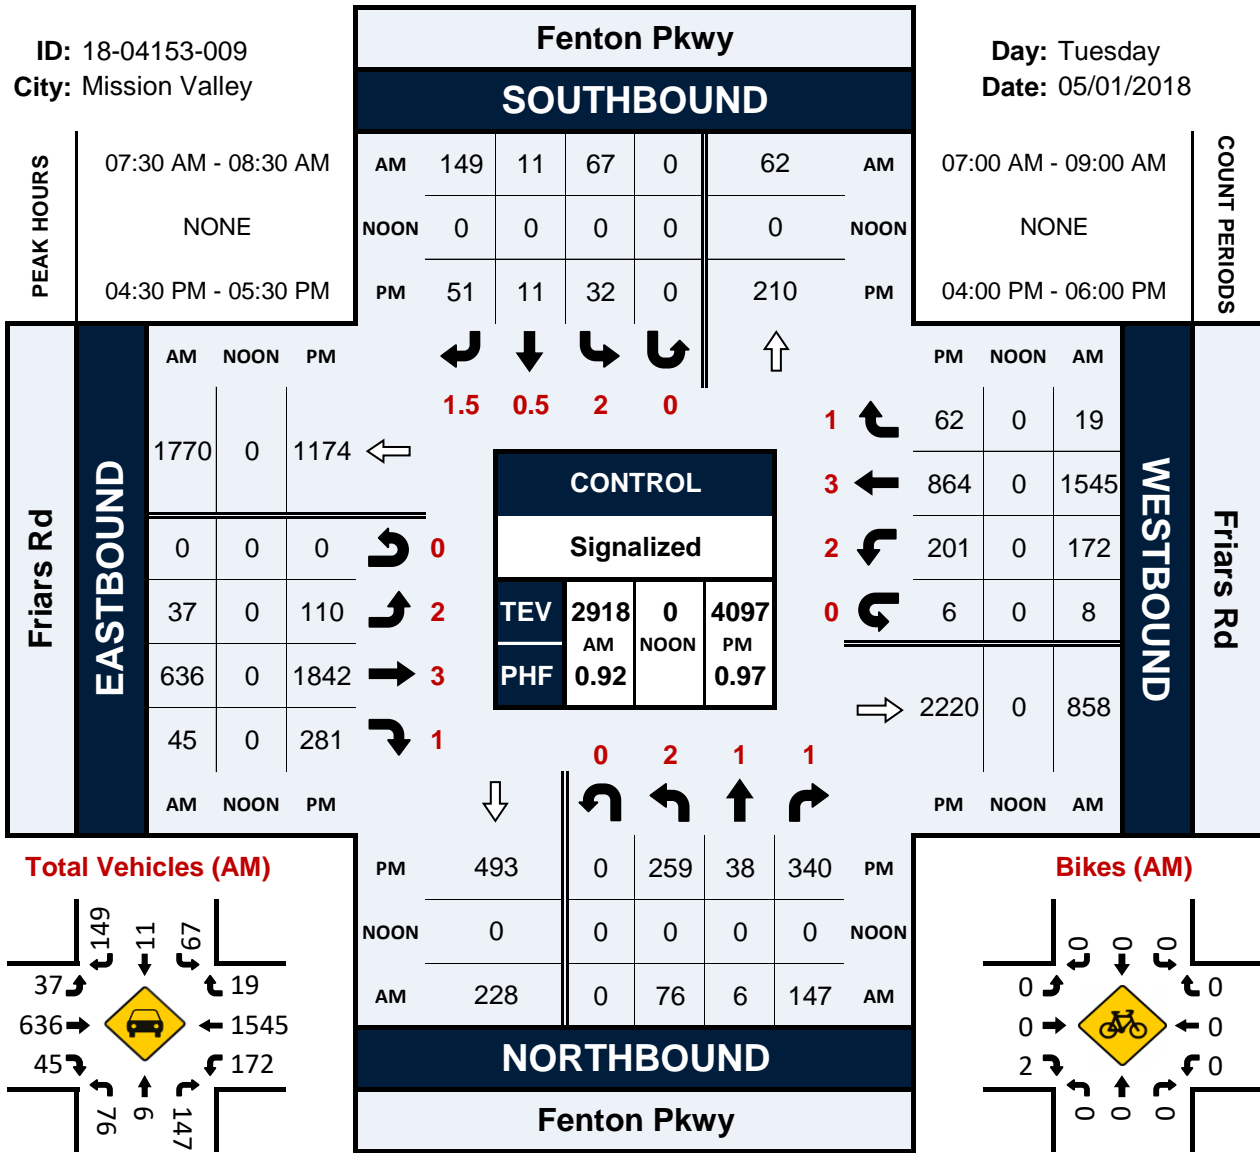 Fenton Pkwy
ID: 18-04153-009
Day: Tuesday
City: Mission Valley
SOUTHBOUND
Date: 05/01/2018
PEAK HOURS
07:30 AM - 08:30 AM
AM 149 11 67 0 62 AM
07:00 AM - 09:00 AM
COUNT PERIODS
NONE
NOON 0 0 0 0 0 NOON
NONE
04:30 PM - 05:30 PM
PM 51 11 32 0 210 PM
04:00 PM - 06:00 PM
AM NOON PM
PM NOON AM
1.5 0.5 2 0
1 62 0 19
1770 0 1174
CONTROL
3 864 0 1545
Friars Rd
EASTBOUND
WESTBOUND
Friars Rd
0 0 0 0
Signalized
2 201 0 172
37 0 110 2
TEV 2918 0 4097
0 6 0 8
AM NOON PM
636 0 1842 3
PHF 0.92 0.97
2220 0 858
45 0 281 1
0 2 1 1
AM NOON PM
PM NOON AM
Total Vehicles (AM)
PM 493 0 259 38 340 PM
Bikes (AM)
NOON 0 0 0 0 0 NOON
AM 228 0 76 6 147 AM
149 11 67
37 19
636 1545
45 172
76 6 147
0 0 0
0 0
0 0
2 0
0 0 0
NORTHBOUND
Fenton Pkwy